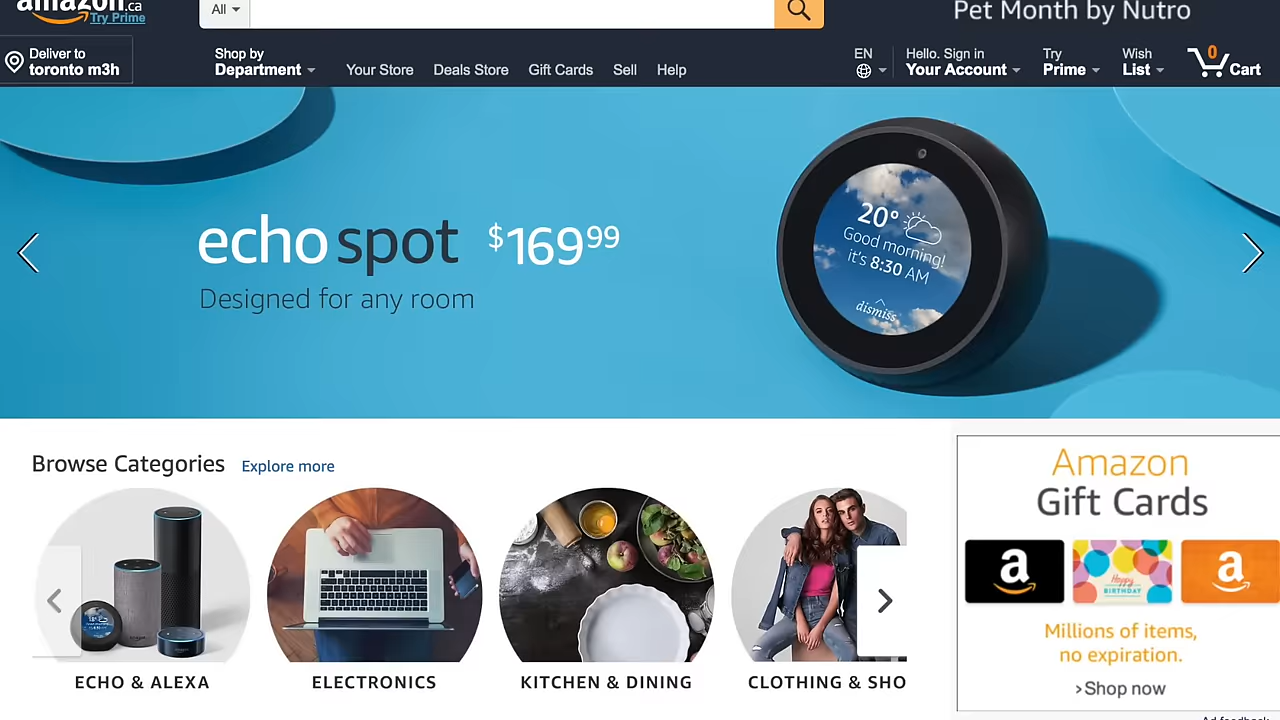 amazon.ca
Try Prime
All
Pet Month by Nutro
Deliver to
toronto m3h
Shop by
Department
Your Store
Deals Store
Gift Cards
Sell
Help
EN
Hello. Sign in
Your Account
Try
Prime
Wish
List
0
Cart
echo spot $169.99
Designed for any room
20°
Good morning!
it's 8:30 AM
dismiss
Browse Categories Explore more
ECHO & ALEXA
ELECTRONICS
KITCHEN & DINING
CLOTHING & SHO
Amazon
Gift Cards
a
Happy
BIRTHDAY
a
Millions of items,
no expiration.
›Shop now
Ad feedback